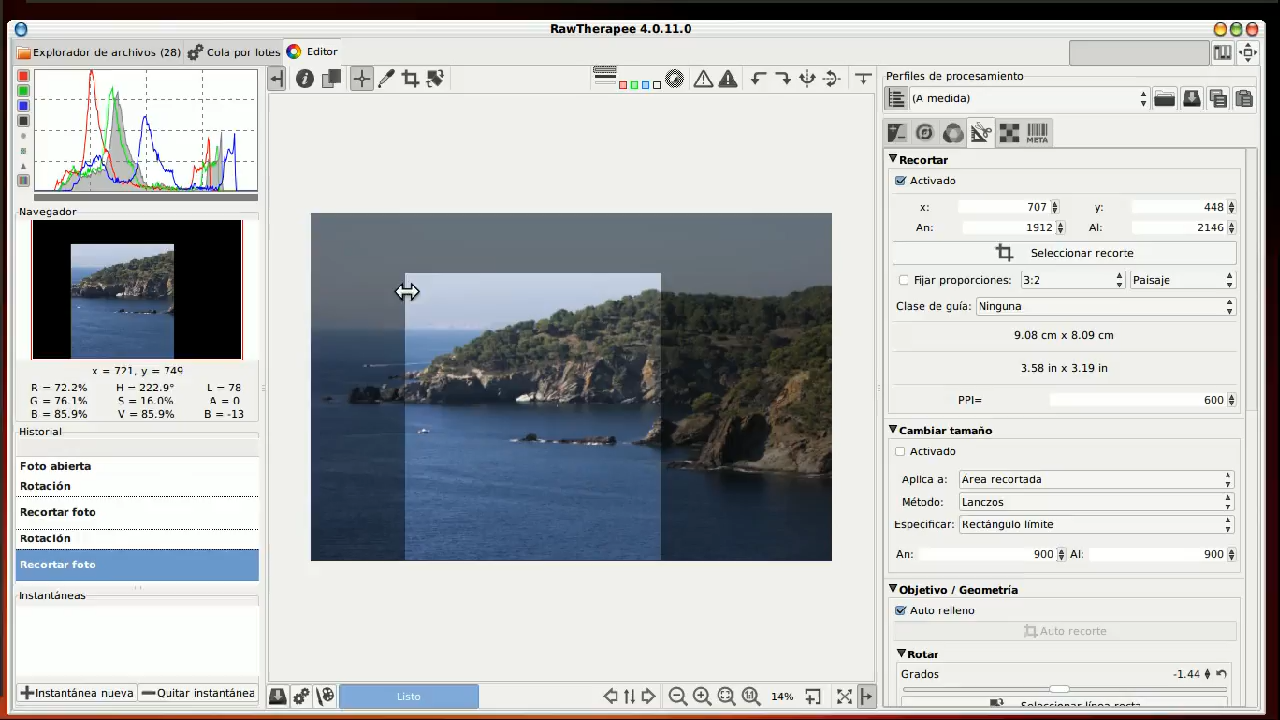 RawTherapee 4.0.11.0
Explorador de archivos (28) Cola por lotes Editor
Perfiles de procesamiento
(A medida)
META
Recortar
Activado
x: 707 y: 448
An: 1912 Al: 2146
Seleccionar recorte
Fijar proporciones: 3:2 Paisaje
Clase de guía: Ninguna
9.08 cm x 8.09 cm
3.58 in x 3.19 in
PPI= 600
Cambiar tamaño
Activado
Aplica a: Area recortada
Método: Lanczos
Especificar: Rectángulo límite
An: 900 Al: 900
Objetivo / Geometría
Auto relleno
Auto recorte
Rotar
Grados -1.44
Seleccionar línea recta
Navegador
x = 721, y = 749
R = 72.2% H = 222.9° L = 78
G = 76.1% S = 16.0% A = 0
B = 85.9% V = 85.9% B = -13
Historial
Foto abierta
Rotación
Recortar foto
Rotación
Recortar foto
Instantáneas
Instantánea nueva Quitar instantánea
Listo
14%